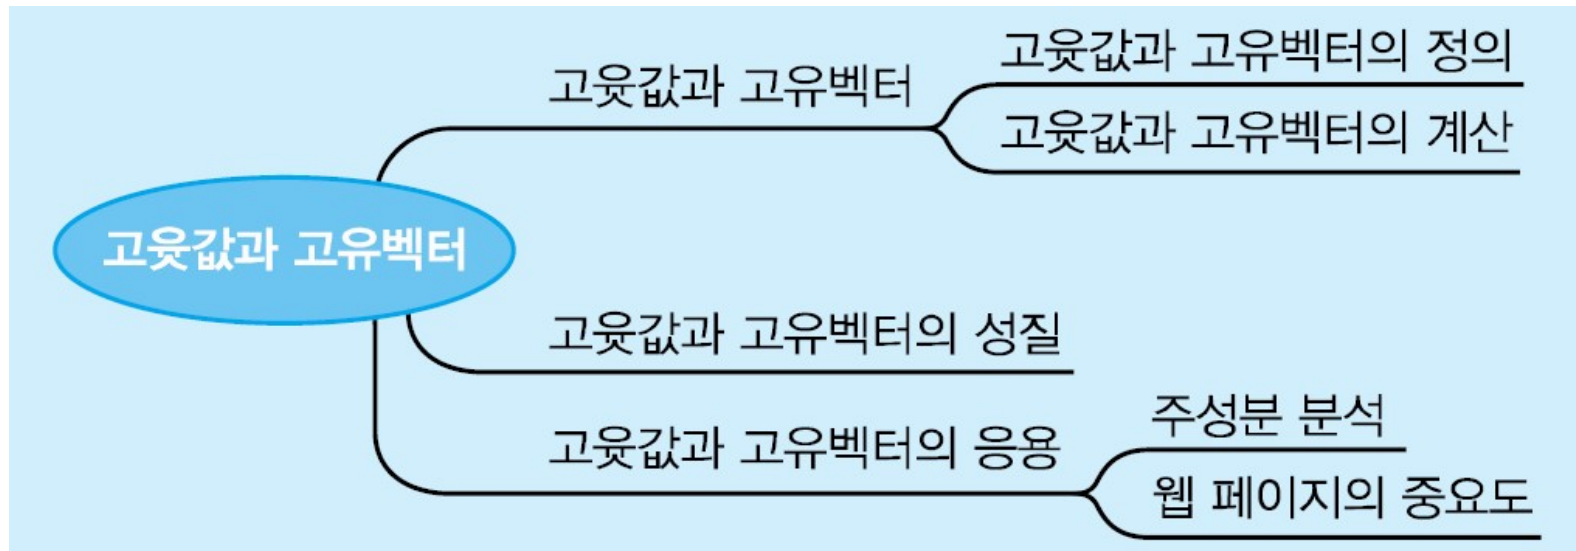 고윳값과 고유벡터
고윳값과 고유벡터
고윳값과 고유벡터의 정의
고윳값과 고유벡터의 계산
고윳값과 고유벡터의 성질
고윳값과 고유벡터의 응용
주성분 분석
웹 페이지의 중요도